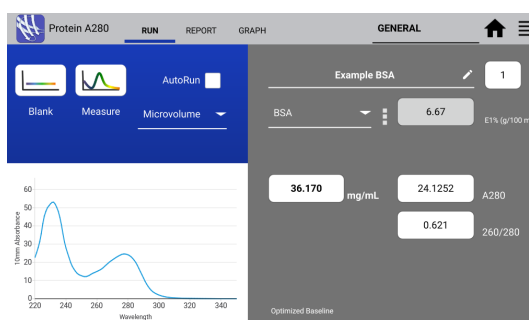 Protein A280
RUN
REPORT
GRAPH
GENERAL
AutoRun
Blank
Measure
Microvolume
Example BSA
1
BSA
6.67
E1% (g/100 m
36.170
mg/mL
24.1252
A280
0.621
260/280
Optimized Baseline
10mm Absorbance
60
50
40
30
20
10
0
220 240 260 280 300 320 340
Wavelength